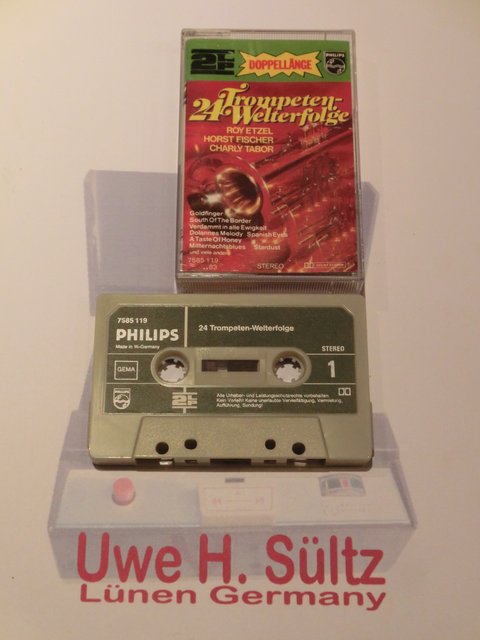 2LP
DOPPELLÄNGE
PHILIPS
24 Trompeten-
Welterfolge
ROY ETZEL
HORST FISCHER
CHARLY TABOR
Goldfinger
South Of The Border
Verdammt in alle Ewigkeit
Dolannes Melody Spanish Eyes
A Taste Of Honey
Mitternachtsblues Stardust
und viele andere
7585 119
STEREO
7585 119
PHILIPS
Made in W.-Germany
24 Trompeten-Welterfolge
STEREO
GEMA
1
2LP
Alle Urheber- und Leistungsschutzrechte vorbehalten
Kein Verleih! Keine unerlaubte Vervielfältigung, Vermietung,
Aufführung, Sendung!
Uwe H. Sültz
Lünen Germany